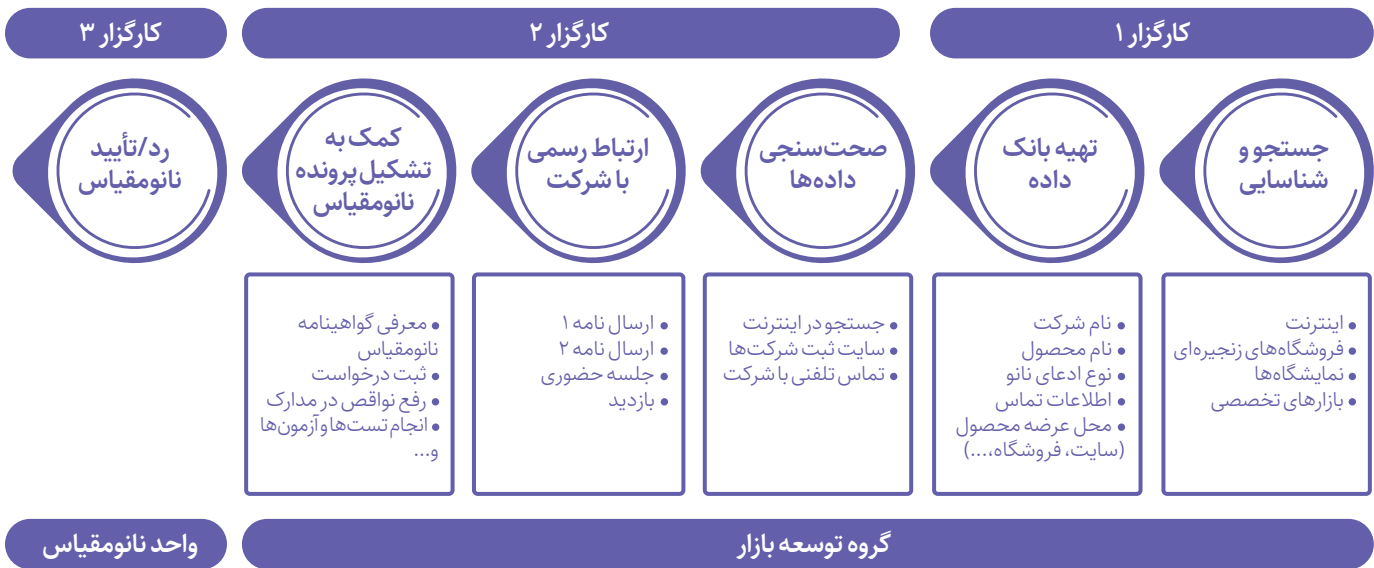 کارگزار ۱
کارگزار ۲
کارگزار ۳
جستجو و
شناسایی
تهیه بانک
داده
صحت‌سنجی
داده‌ها
ارتباط رسمی
با شرکت
کمک به
تشکیل پرونده
نانومقیاس
رد/تأیید
نانومقیاس
• اینترنت
• فروشگاه‌های زنجیره‌ای
• نمایشگاه‌ها
• بازارهای تخصصی
• نام شرکت
• نام محصول
• نوع ادعای نانو
• اطلاعات تماس
• محل عرضه محصول
(سایت، فروشگاه،...)
• جستجو در اینترنت
• سایت ثبت شرکت‌ها
• تماس تلفنی با شرکت
• ارسال نامه ۱
• ارسال نامه ۲
• جلسه حضوری
• بازدید
• معرفی گواهینامه
نانومقیاس
• ثبت درخواست
• رفع نواقص در مدارک
• انجام تست‌ها و آزمون‌ها
و...
گروه توسعه بازار
واحد نانومقیاس